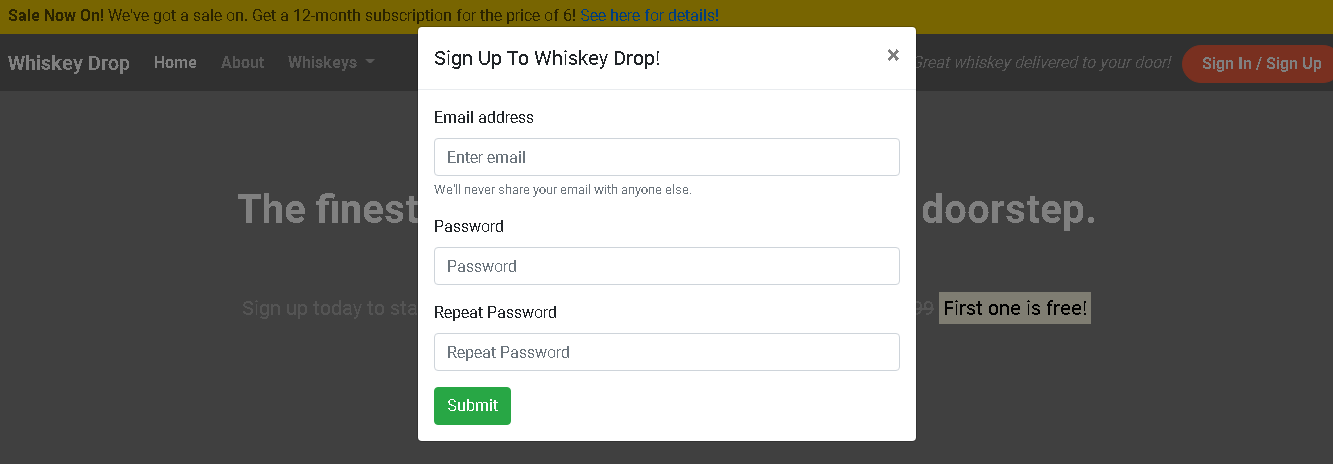 Sale Now On! We've got a sale on. Get a 12-month subscription for the price of 6! See here for details!
Whiskey Drop Home About Whiskeys Great whiskey delivered to your door! Sign In / Sign Up
Sign Up To Whiskey Drop! ×
Email address
Enter email
We'll never share your email with anyone else.
The finest doorstep.
Password
Password
Sign up today to sta 99 First one is free!
Repeat Password
Repeat Password
Submit